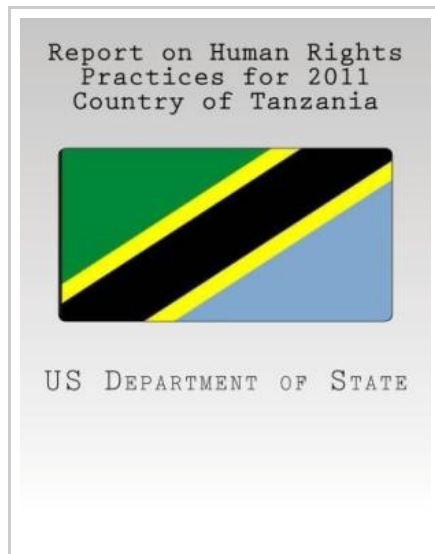 Report on Human Rights
Practices for 2011
Country of Tanzania
US DEPARTMENT OF STATE